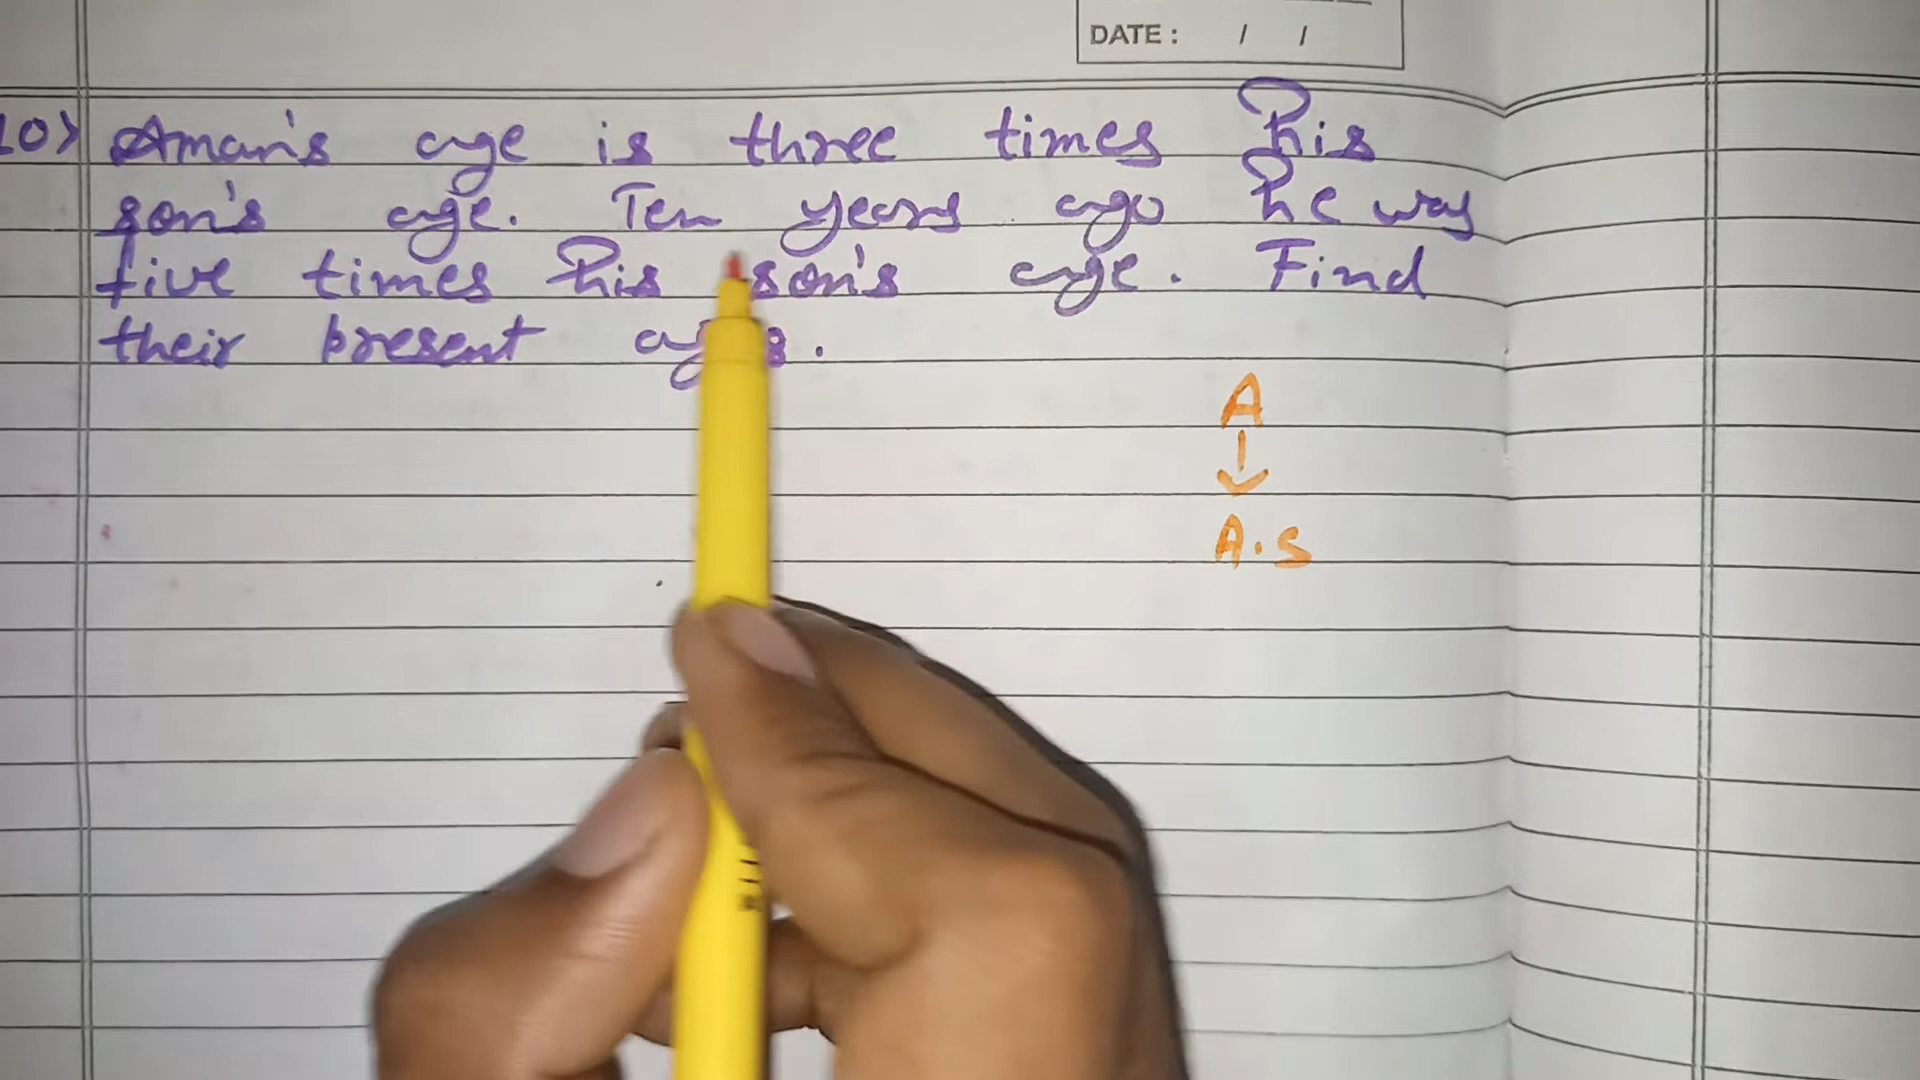 DATE : / /
10> Aman's age is three times his
son's age. Ten years ago he was
five times his son's age. Find
their present ages.
A
A.S